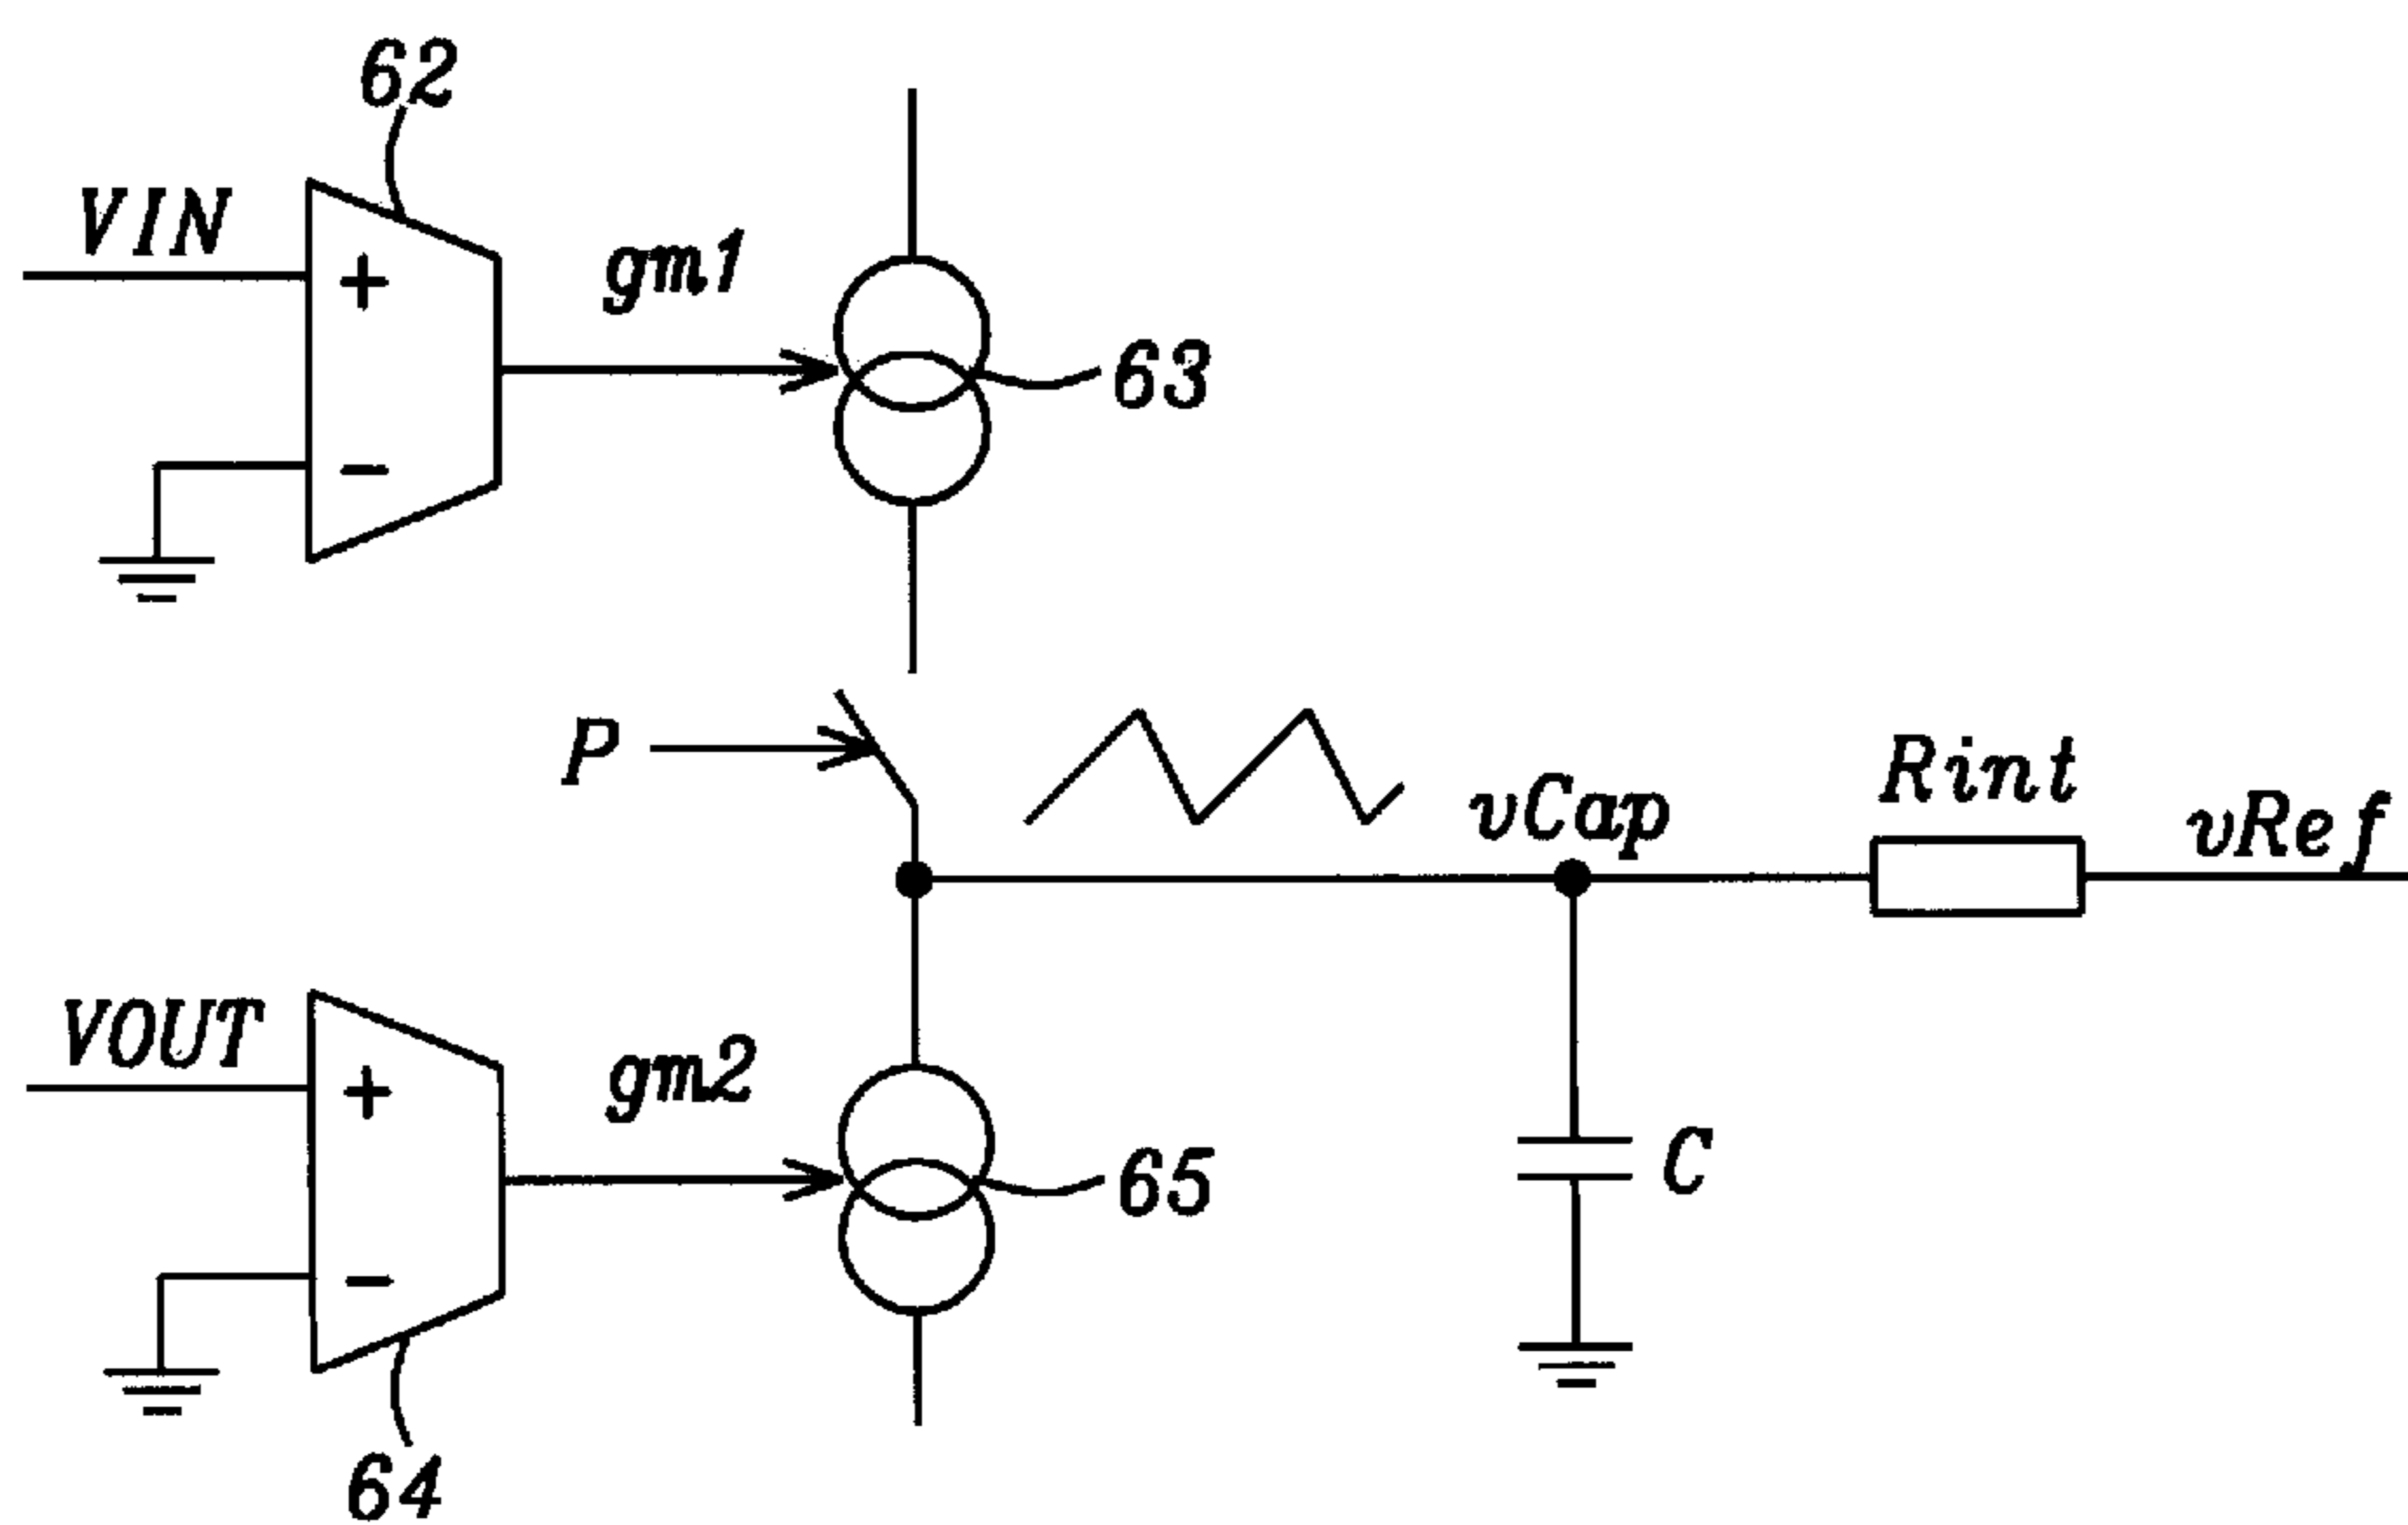 62
VIN
+
gm1
63
−
P
vCap
Rint
vRef
VOUT
+
gm2
65
C
−
64